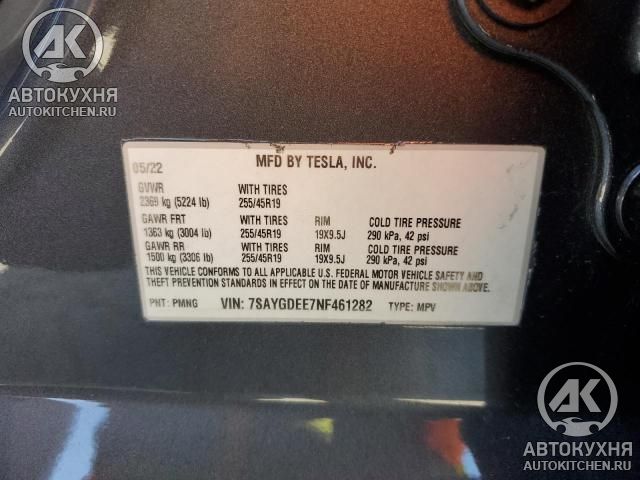 АК
АВТОКУХНЯ
AUTOKITCHEN.RU
MFD BY TESLA, INC.
05/22
GVWR WITH TIRES
2369 kg (5224 lb) 255/45R19
GAWR FRT WITH TIRES RIM COLD TIRE PRESSURE
1363 kg (3004 lb) 255/45R19 19X9.5J 290 kPa, 42 psi
GAWR RR WITH TIRES RIM COLD TIRE PRESSURE
1500 kg (3306 lb) 255/45R19 19X9.5J 290 kPa, 42 psi
THIS VEHICLE CONFORMS TO ALL APPLICABLE U.S. FEDERAL MOTOR VEHICLE SAFETY AND
THEFT PREVENTION STANDARDS IN EFFECT ON THE DATE OF MANUFACTURE SHOWN ABOVE.
PNT: PMNG VIN: 7SAYGDEE7NF461282 TYPE: MPV
АК
АВТОКУХНЯ
AUTOKITCHEN.RU